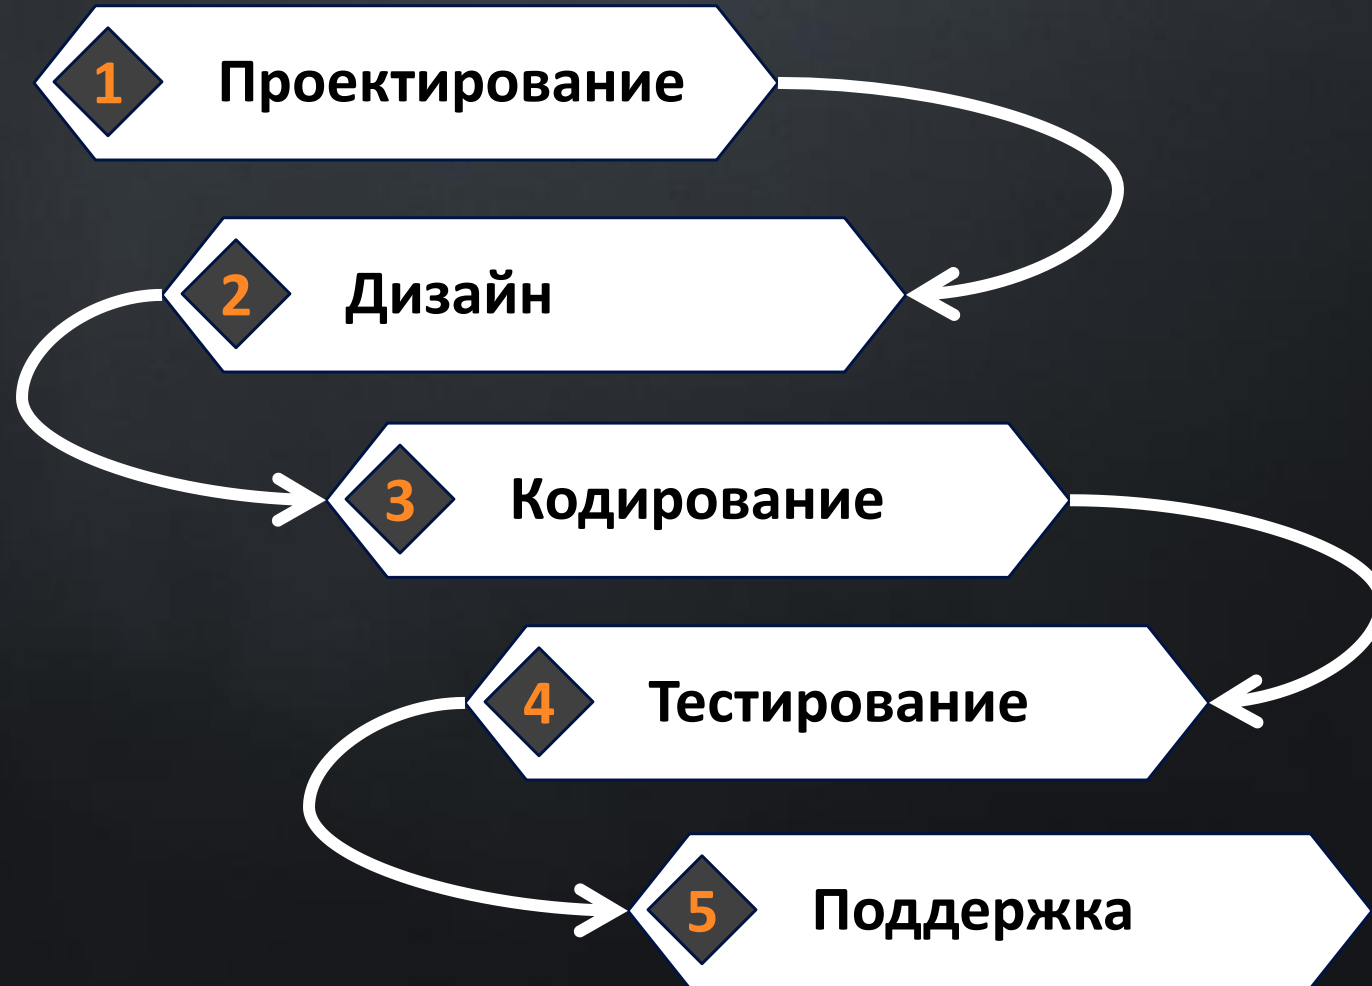 1 Проектирование
2 Дизайн
3 Кодирование
4 Тестирование
5 Поддержка